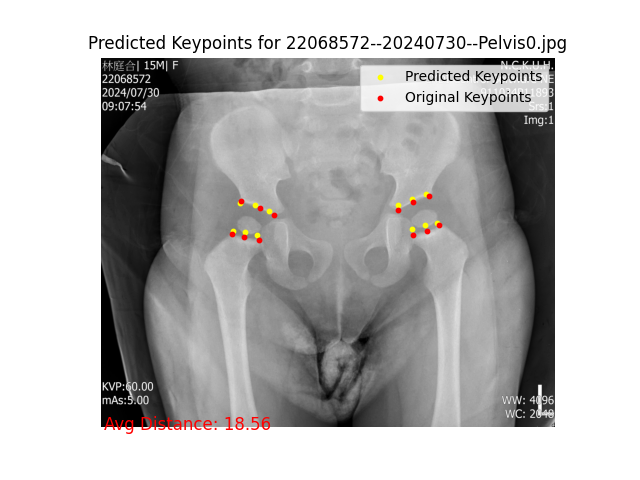 Predicted Keypoints for 22068572--20240730--Pelvis0.jpg
林庭合| 15M| F
22068572
2024/07/30
09:07:54
N.C.K.U.H.
Predicted Keypoints
Original Keypoints
Srs:1
Img:1
KVP:60.00
mAs:5.00
WW: 4096
WC: 2048
L
Avg Distance: 18.56